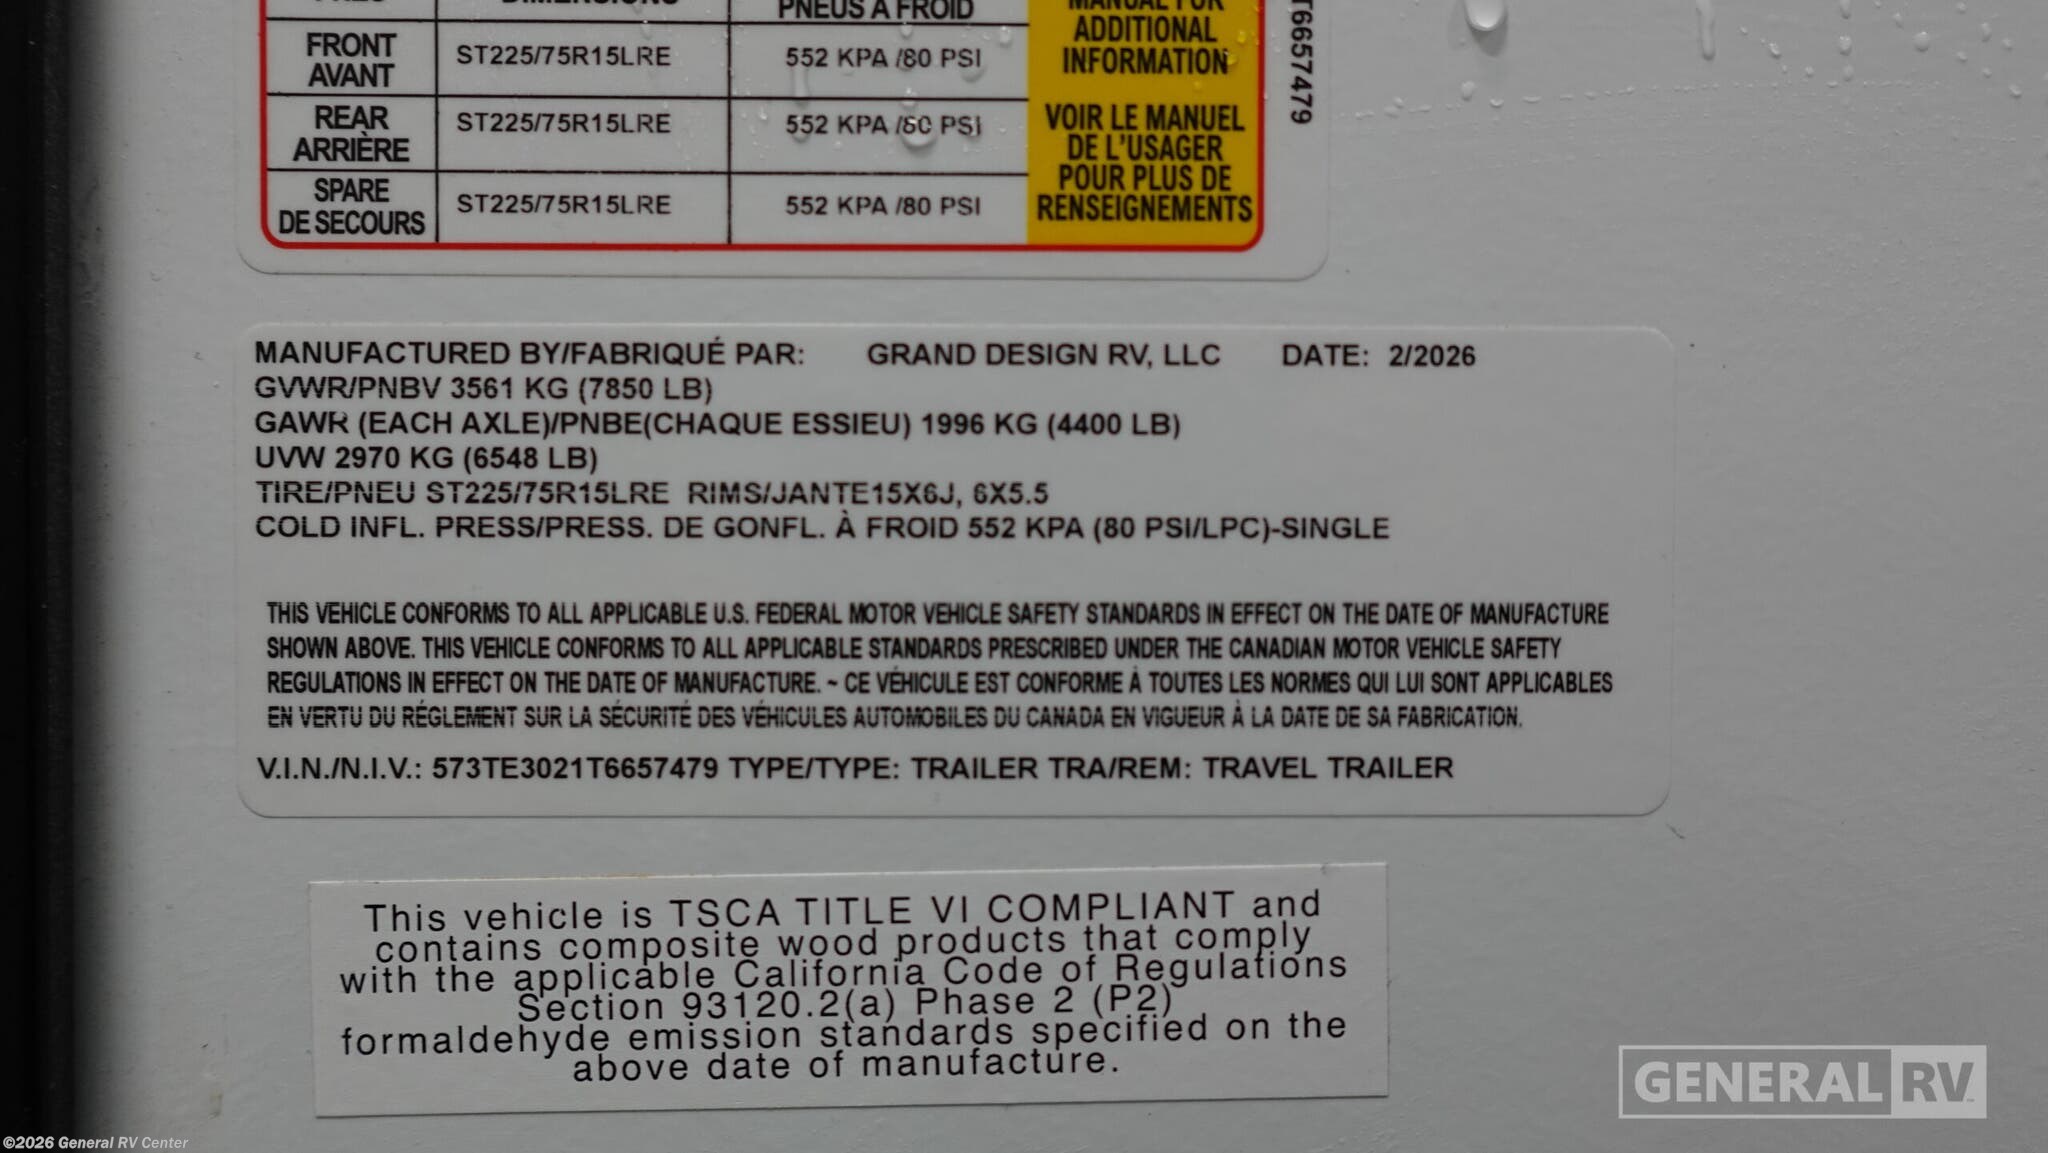 DIMENSIONS
PNEUS À FROID
MANUAL FOR
ADDITIONAL
INFORMATION
FRONT
AVANT
ST225/75R15LRE
552 KPA /80 PSI
REAR
ARRIÈRE
ST225/75R15LRE
552 KPA /80 PSI
SPARE
DE SECOURS
ST225/75R15LRE
552 KPA /80 PSI
VOIR LE MANUEL
DE L'USAGER
POUR PLUS DE
RENSEIGNEMENTS
T6657479
MANUFACTURED BY/FABRIQUÉ PAR: GRAND DESIGN RV, LLC DATE: 2/2026
GVWR/PNBV 3561 KG (7850 LB)
GAWR (EACH AXLE)/PNBE(CHAQUE ESSIEU) 1996 KG (4400 LB)
UVW 2970 KG (6548 LB)
TIRE/PNEU ST225/75R15LRE RIMS/JANTE15X6J, 6X5.5
COLD INFL. PRESS/PRESS. DE GONFL. À FROID 552 KPA (80 PSI/LPC)-SINGLE
THIS VEHICLE CONFORMS TO ALL APPLICABLE U.S. FEDERAL MOTOR VEHICLE SAFETY STANDARDS IN EFFECT ON THE DATE OF MANUFACTURE
SHOWN ABOVE. THIS VEHICLE CONFORMS TO ALL APPLICABLE STANDARDS PRESCRIBED UNDER THE CANADIAN MOTOR VEHICLE SAFETY
REGULATIONS IN EFFECT ON THE DATE OF MANUFACTURE. ~ CE VÉHICULE EST CONFORME À TOUTES LES NORMES QUI LUI SONT APPLICABLES
EN VERTU DU RÉGLEMENT SUR LA SÉCURITÉ DES VÉHICULES AUTOMOBILES DU CANADA EN VIGUEUR À LA DATE DE SA FABRICATION.
V.I.N./N.I.V.: 573TE3021T6657479 TYPE/TYPE: TRAILER TRA/REM: TRAVEL TRAILER
This vehicle is TSCA TITLE VI COMPLIANT and
contains composite wood products that comply
with the applicable California Code of Regulations
Section 93120.2(a) Phase 2 (P2)
formaldehyde emission standards specified on the
above date of manufacture.
GENERAL RV
©2026 General RV Center